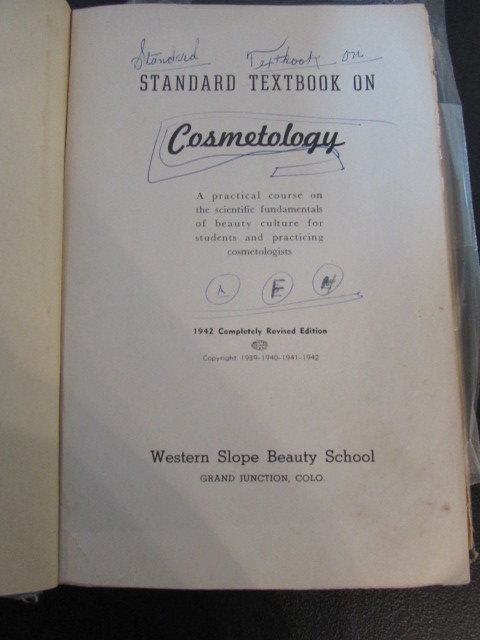 Standard Textbook on
STANDARD TEXTBOOK ON
Cosmetology
A practical course on
the scientific fundamentals
of beauty culture for
students and practicing
cosmetologists
E
1942 Completely Revised Edition
Copyright 1939-1940-1941-1942
Western Slope Beauty School
GRAND JUNCTION, COLO.